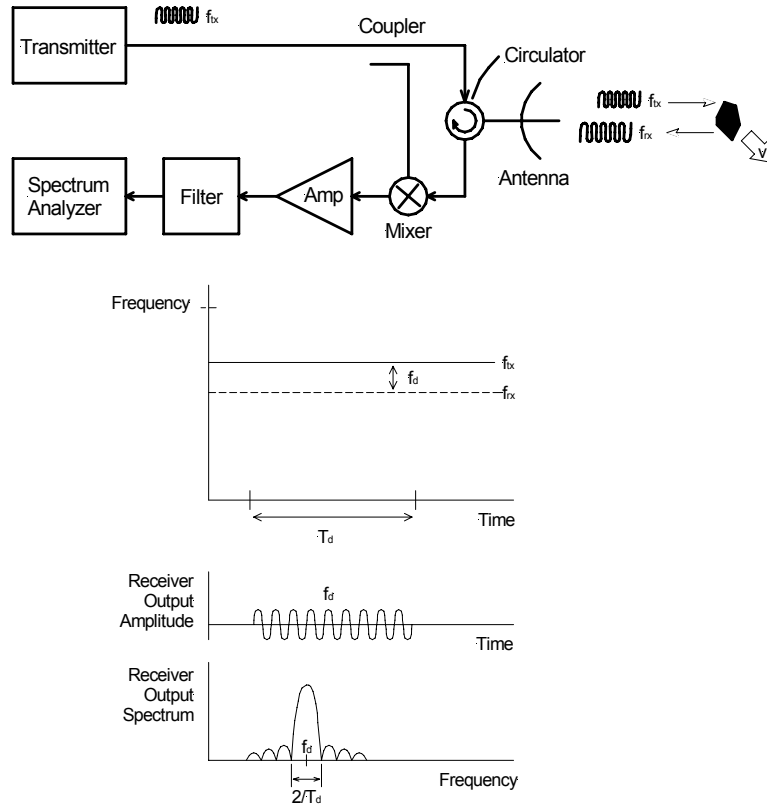 ftx
Transmitter
Coupler
Circulator
ftx
frx
v
Antenna
Spectrum
Analyzer
Filter
Amp
Mixer
Frequency
ftx
fd
frx
Time
Td
Receiver
Output
Amplitude
fd
Time
Receiver
Output
Spectrum
fd
Frequency
2/Td